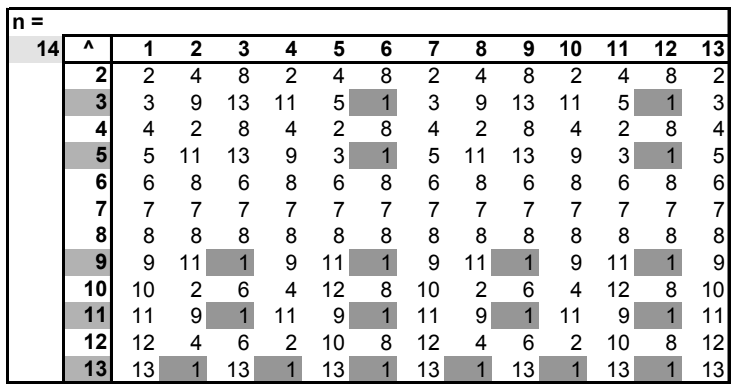 n =
14 ^ 1 2 3 4 5 6 7 8 9 10 11 12 13
2 2 4 8 2 4 8 2 4 8 2 4 8 2
3 3 9 13 11 5 1 3 9 13 11 5 1 3
4 4 2 8 4 2 8 4 2 8 4 2 8 4
5 5 11 13 9 3 1 5 11 13 9 3 1 5
6 6 8 6 8 6 8 6 8 6 8 6 8 6
7 7 7 7 7 7 7 7 7 7 7 7 7 7
8 8 8 8 8 8 8 8 8 8 8 8 8 8
9 9 11 1 9 11 1 9 11 1 9 11 1 9
10 10 2 6 4 12 8 10 2 6 4 12 8 10
11 11 9 1 11 9 1 11 9 1 11 9 1 11
12 12 4 6 2 10 8 12 4 6 2 10 8 12
13 13 1 13 1 13 1 13 1 13 1 13 1 13